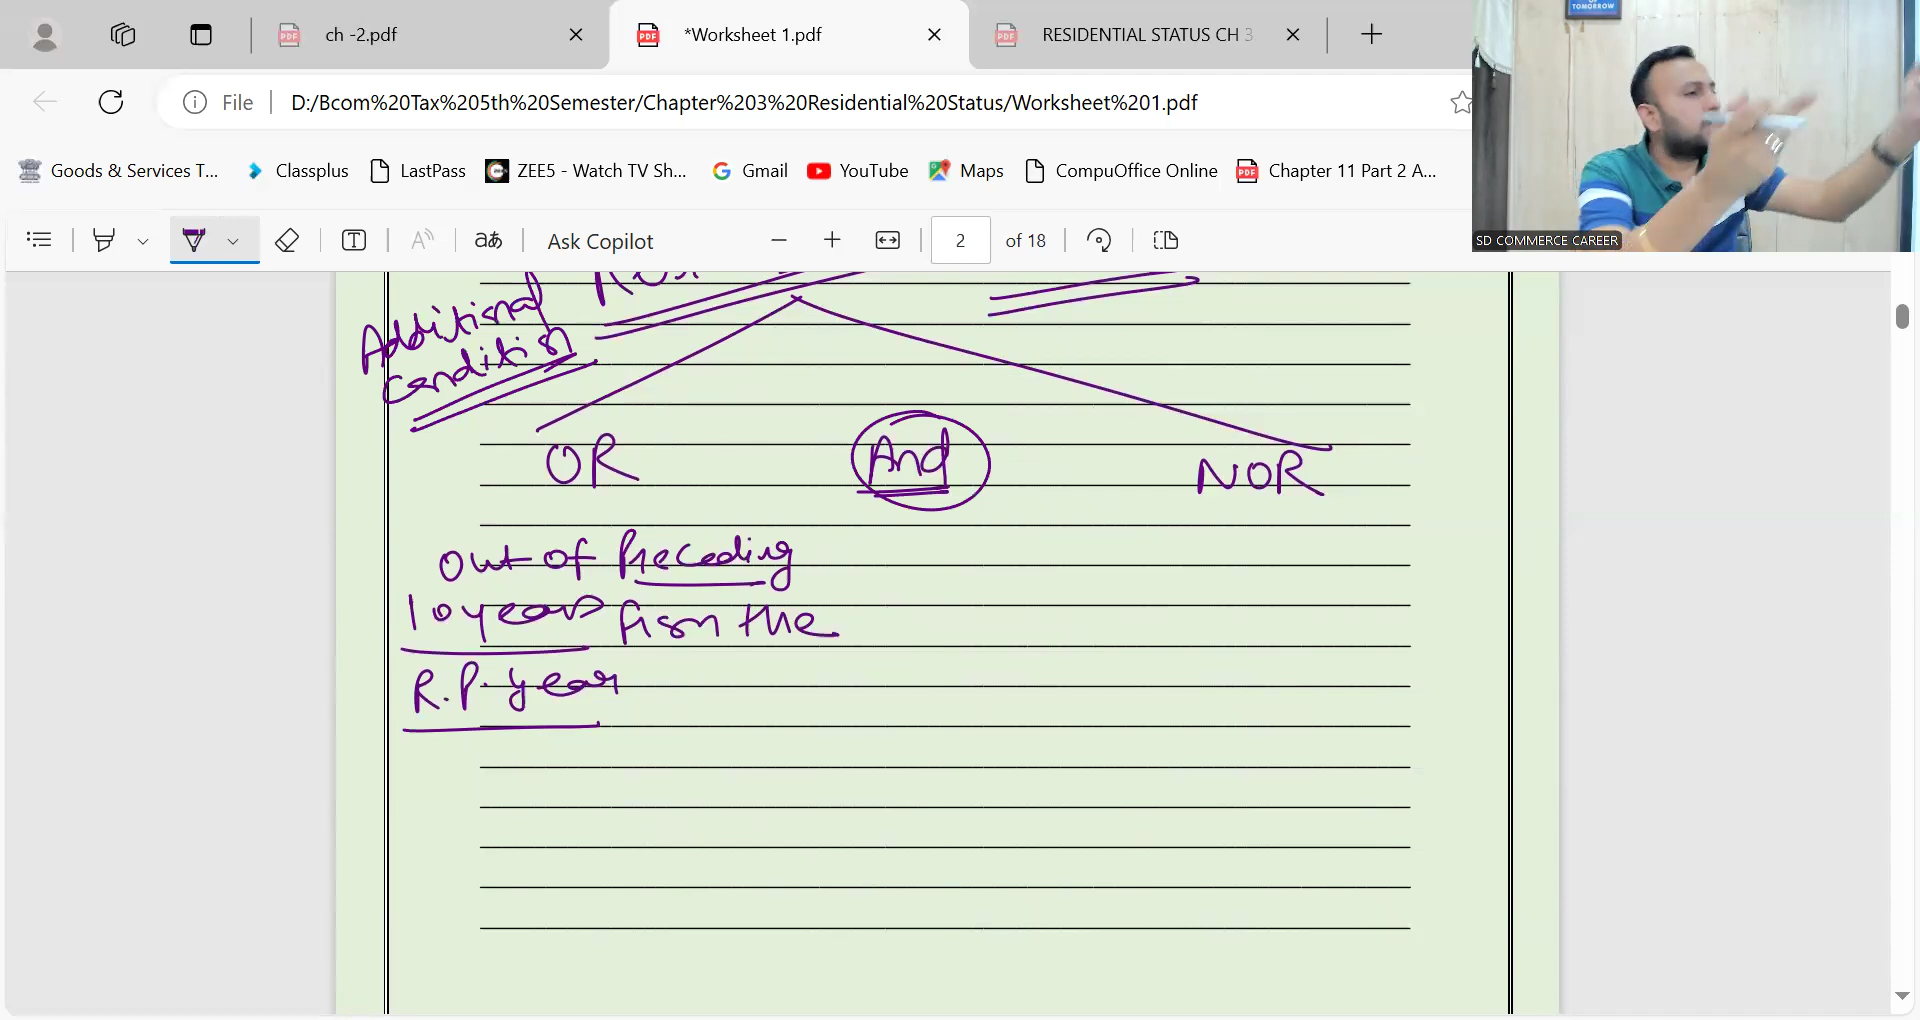 TOMORROW
ch -2.pdf
*Worksheet 1.pdf
RESIDENTIAL STATUS CH 3
File
D:/Bcom%20Tax%205th%20Semester/Chapter%203%20Residential%20Status/Worksheet%201.pdf
Goods & Services T...
Classplus
LastPass
ZEE5 - Watch TV Sh...
Gmail
YouTube
Maps
CompuOffice Online
Chapter 11 Part 2 A...
Ask Copilot
2 of 18
SD COMMERCE CAREER
Additional
Condition
OR
And
NOR
Out of Preceding
10 years from the
R.P. year